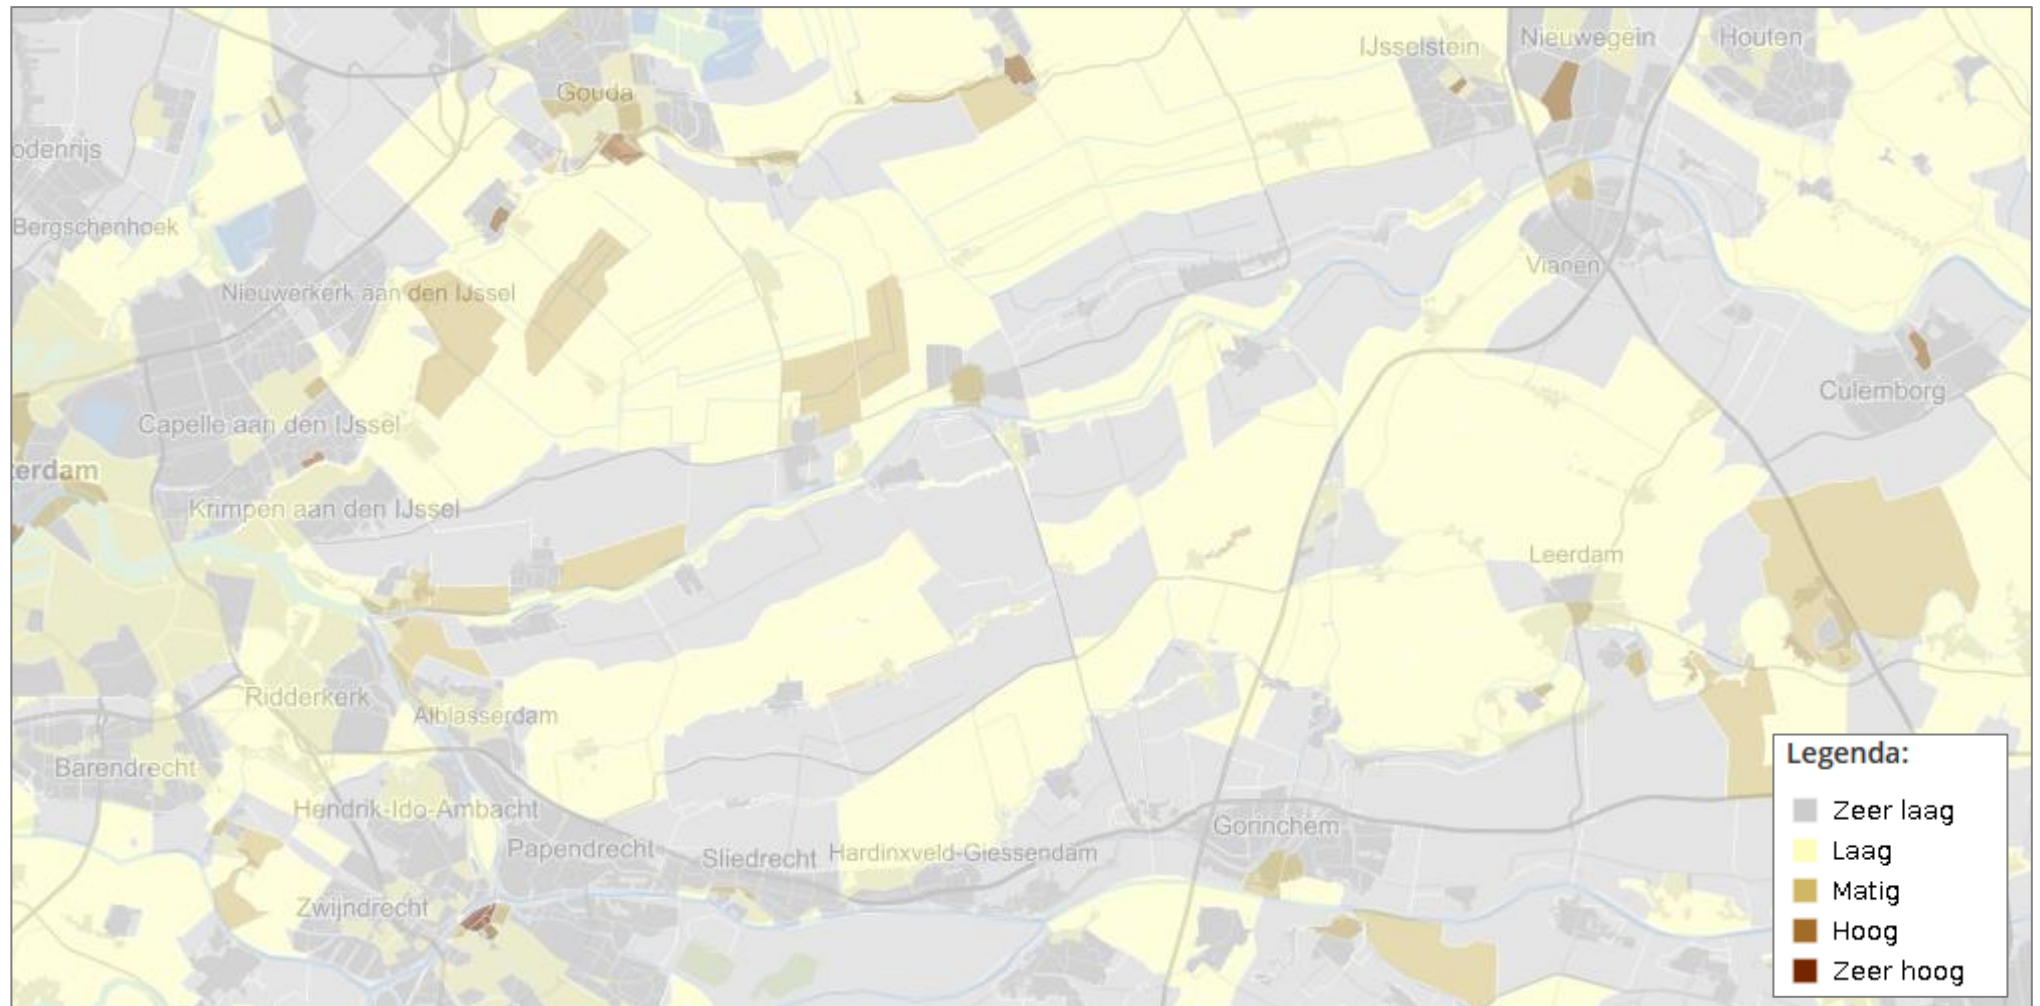 IJsselstein
Nieuwegein
Houten
Gouda
odenrijs
Bergschenhoek
Vianen
Nieuwerkerk aan den IJssel
Culemborg
Capelle aan den IJssel
terdam
Krimpen aan den IJssel
Leerdam
Ridderkerk
Alblasserdam
Barendrecht
Hendrik-Ido-Ambacht
Gorinchem
Papendrecht
Sliedrecht
Hardinxveld-Giessendam
Zwijndrecht
Legenda:
Zeer laag
Laag
Matig
Hoog
Zeer hoog